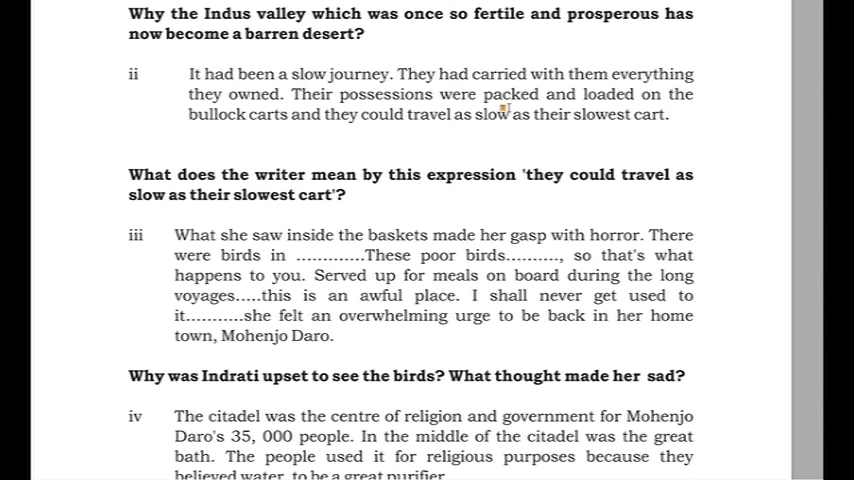 Why the Indus valley which was once so fertile and prosperous has
now become a barren desert?
ii It had been a slow journey. They had carried with them everything
they owned. Their possessions were packed and loaded on the
bullock carts and they could travel as slow as their slowest cart.
What does the writer mean by this expression 'they could travel as
slow as their slowest cart'?
iii What she saw inside the baskets made her gasp with horror. There
were birds in .............These poor birds.........., so that's what
happens to you. Served up for meals on board during the long
voyages.....this is an awful place. I shall never get used to
it...........she felt an overwhelming urge to be back in her home
town, Mohenjo Daro.
Why was Indrati upset to see the birds? What thought made her sad?
iv The citadel was the centre of religion and government for Mohenjo
Daro's 35, 000 people. In the middle of the citadel was the great
bath. The people used it for religious purposes because they
believed water, to be a great purifier.